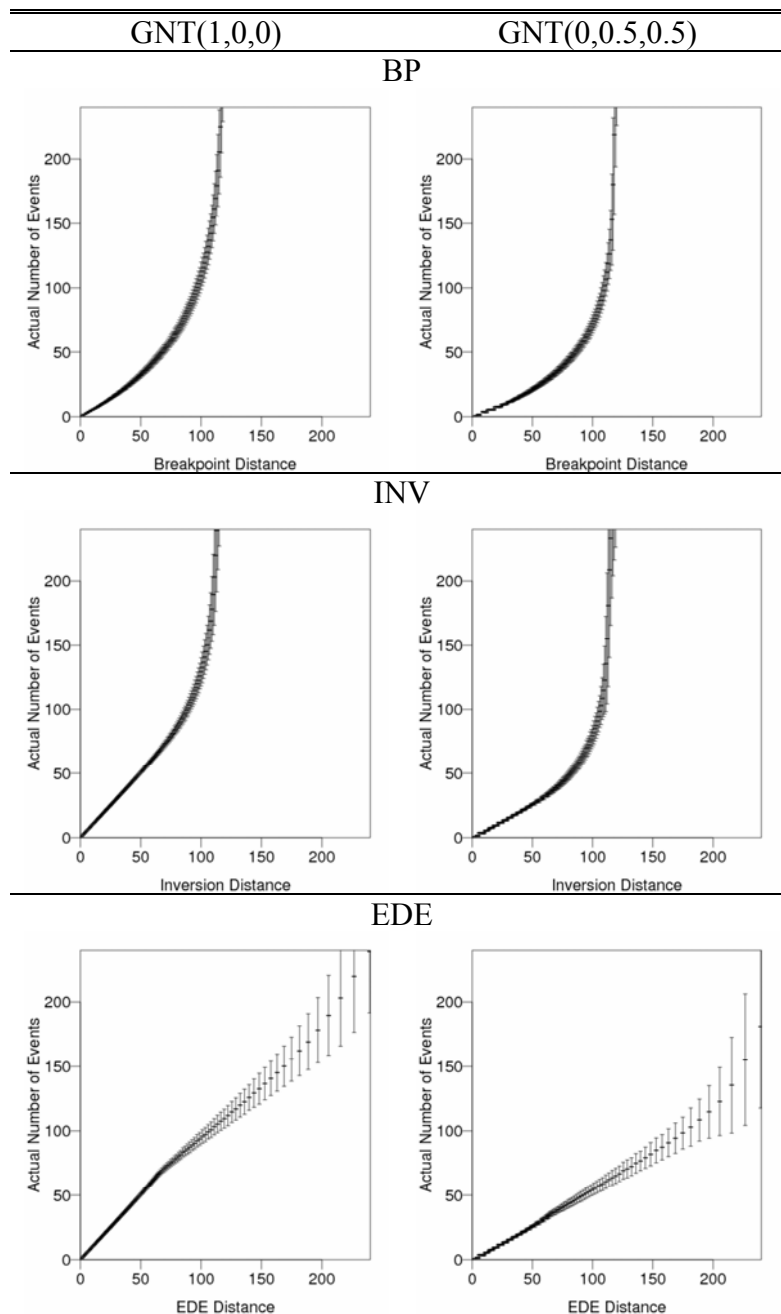 GNT(1,0,0) GNT(0,0.5,0.5)
BP
Actual Number of Events
200
150
100
50
0
0 50 100 150 200
Breakpoint Distance
Actual Number of Events
200
150
100
50
0
0 50 100 150 200
Breakpoint Distance
INV
Actual Number of Events
200
150
100
50
0
0 50 100 150 200
Inversion Distance
Actual Number of Events
200
150
100
50
0
0 50 100 150 200
Inversion Distance
EDE
Actual Number of Events
200
150
100
50
0
0 50 100 150 200
EDE Distance
Actual Number of Events
200
150
100
50
0
0 50 100 150 200
EDE Distance